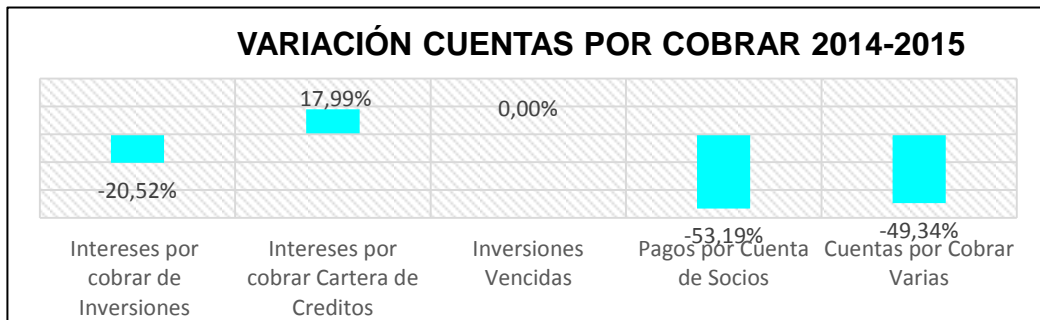 VARIACIÓN CUENTAS POR COBRAR 2014-2015
17,99%
0,00%
-20,52%
-53,19%
-49,34%
Intereses por
cobrar de
Inversiones
Intereses por
cobrar Cartera de
Creditos
Inversiones
Vencidas
Pagos por Cuenta
de Socios
Cuentas por Cobrar
Varias